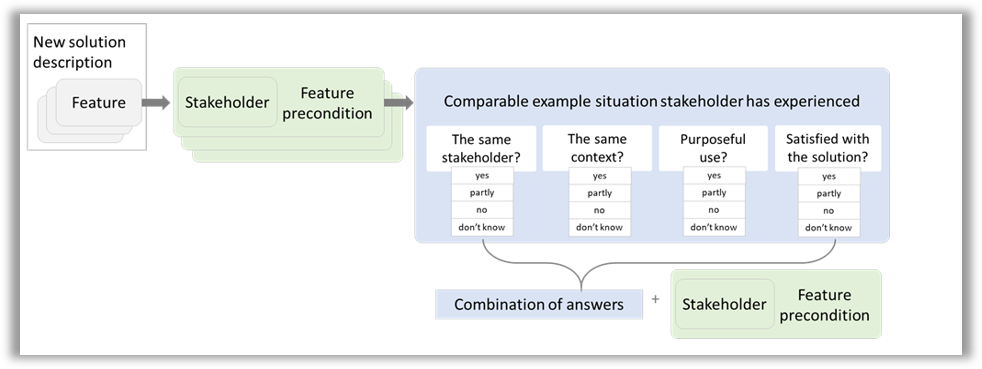 New solution
description
Feature
Stakeholder
Feature
precondition
Comparable example situation stakeholder has experienced
The same
stakeholder?
yes
partly
no
don't know
The same
context?
yes
partly
no
don't know
Purposeful
use?
yes
partly
no
don't know
Satisfied with
the solution?
yes
partly
no
don't know
Combination of answers
+
Stakeholder
Feature
precondition